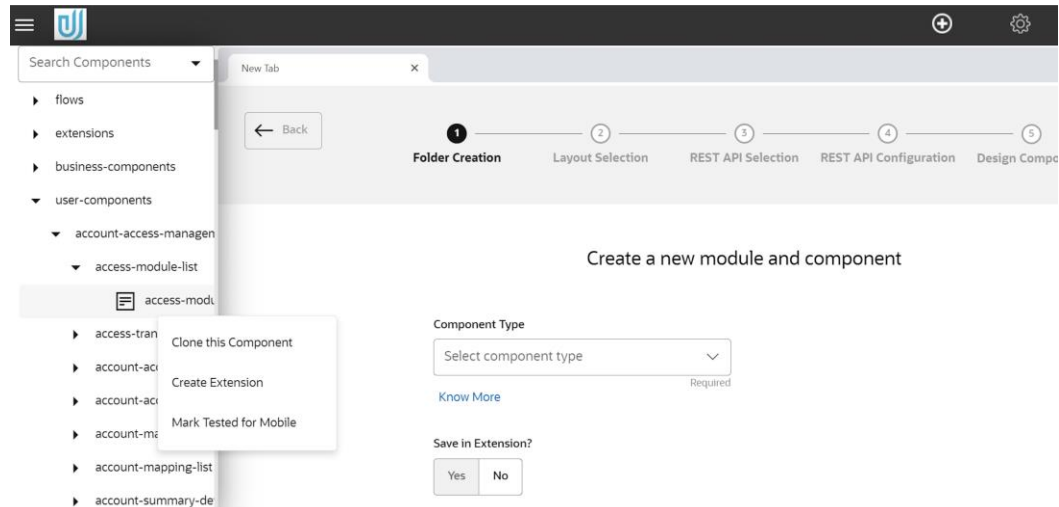 Search Components
New Tab
flows
extensions
business-components
user-components
account-access-managen
access-module-list
access-modu
access-tran
account-acc
account-acc
account-ma
account-mapping-list
account-summary-de
Clone this Component
Create Extension
Mark Tested for Mobile
Back
1 2 3 4 5
Folder Creation Layout Selection REST API Selection REST API Configuration Design Compo
Create a new module and component
Component Type
Select component type
Required
Know More
Save in Extension?
Yes No